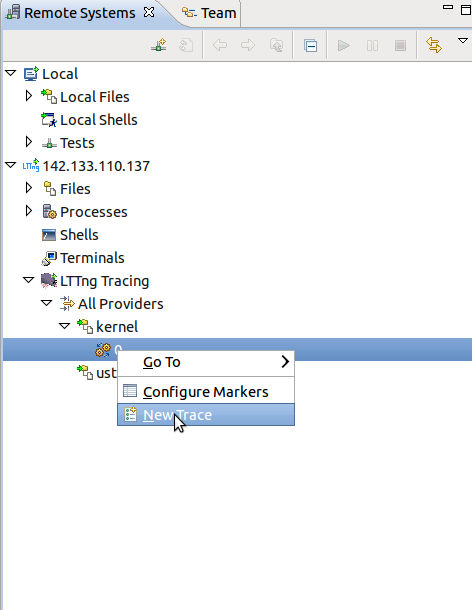 Remote Systems Team
Local
Local Files
Local Shells
Tests
LTTng 142.133.110.137
Files
Processes
Shells
Terminals
LTTng Tracing
All Providers
kernel
0
Go To
ust
Configure Markers
New Trace